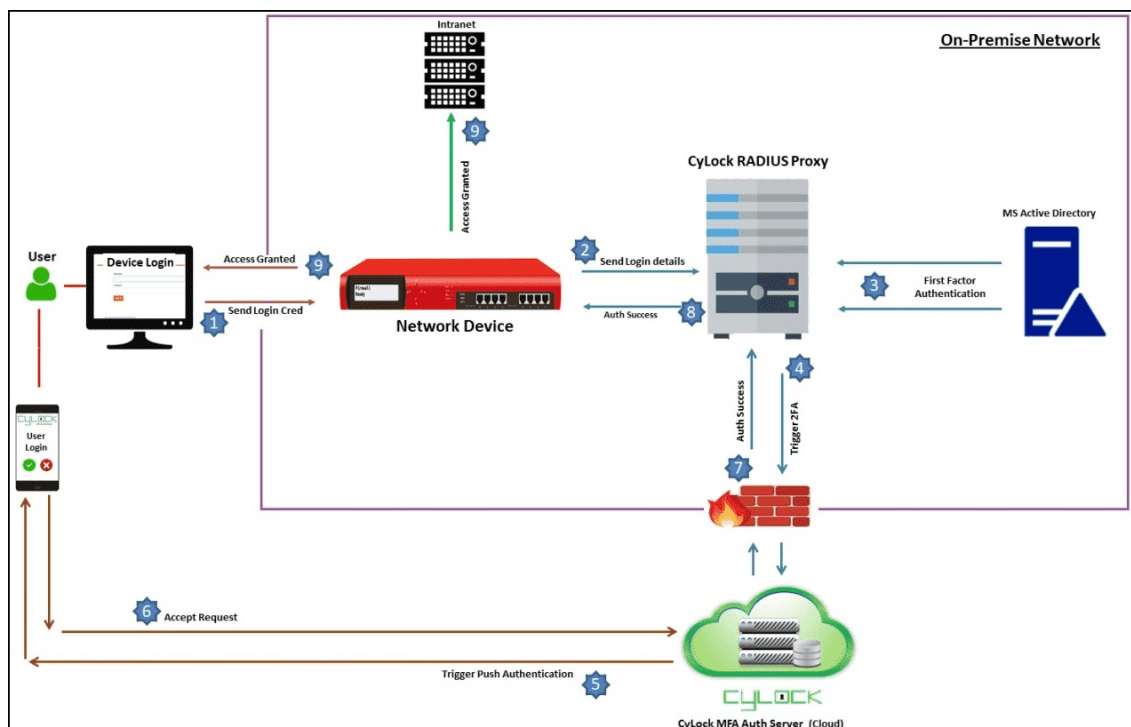 Intranet
On-Premise Network
9
Access Granted
CyLock RADIUS Proxy
MS Active Directory
User
Device Login
Access Granted
9
2
Send Login details
3
First Factor
Authentication
1
Send Login Cred
Network Device
Auth Success
8
4
Auth Success
Trigger 2FA
7
CYLOCK
User
Login
6
Accept Request
Trigger Push Authentication
5
CYLOCK
CyLock MFA Auth Server (Cloud)